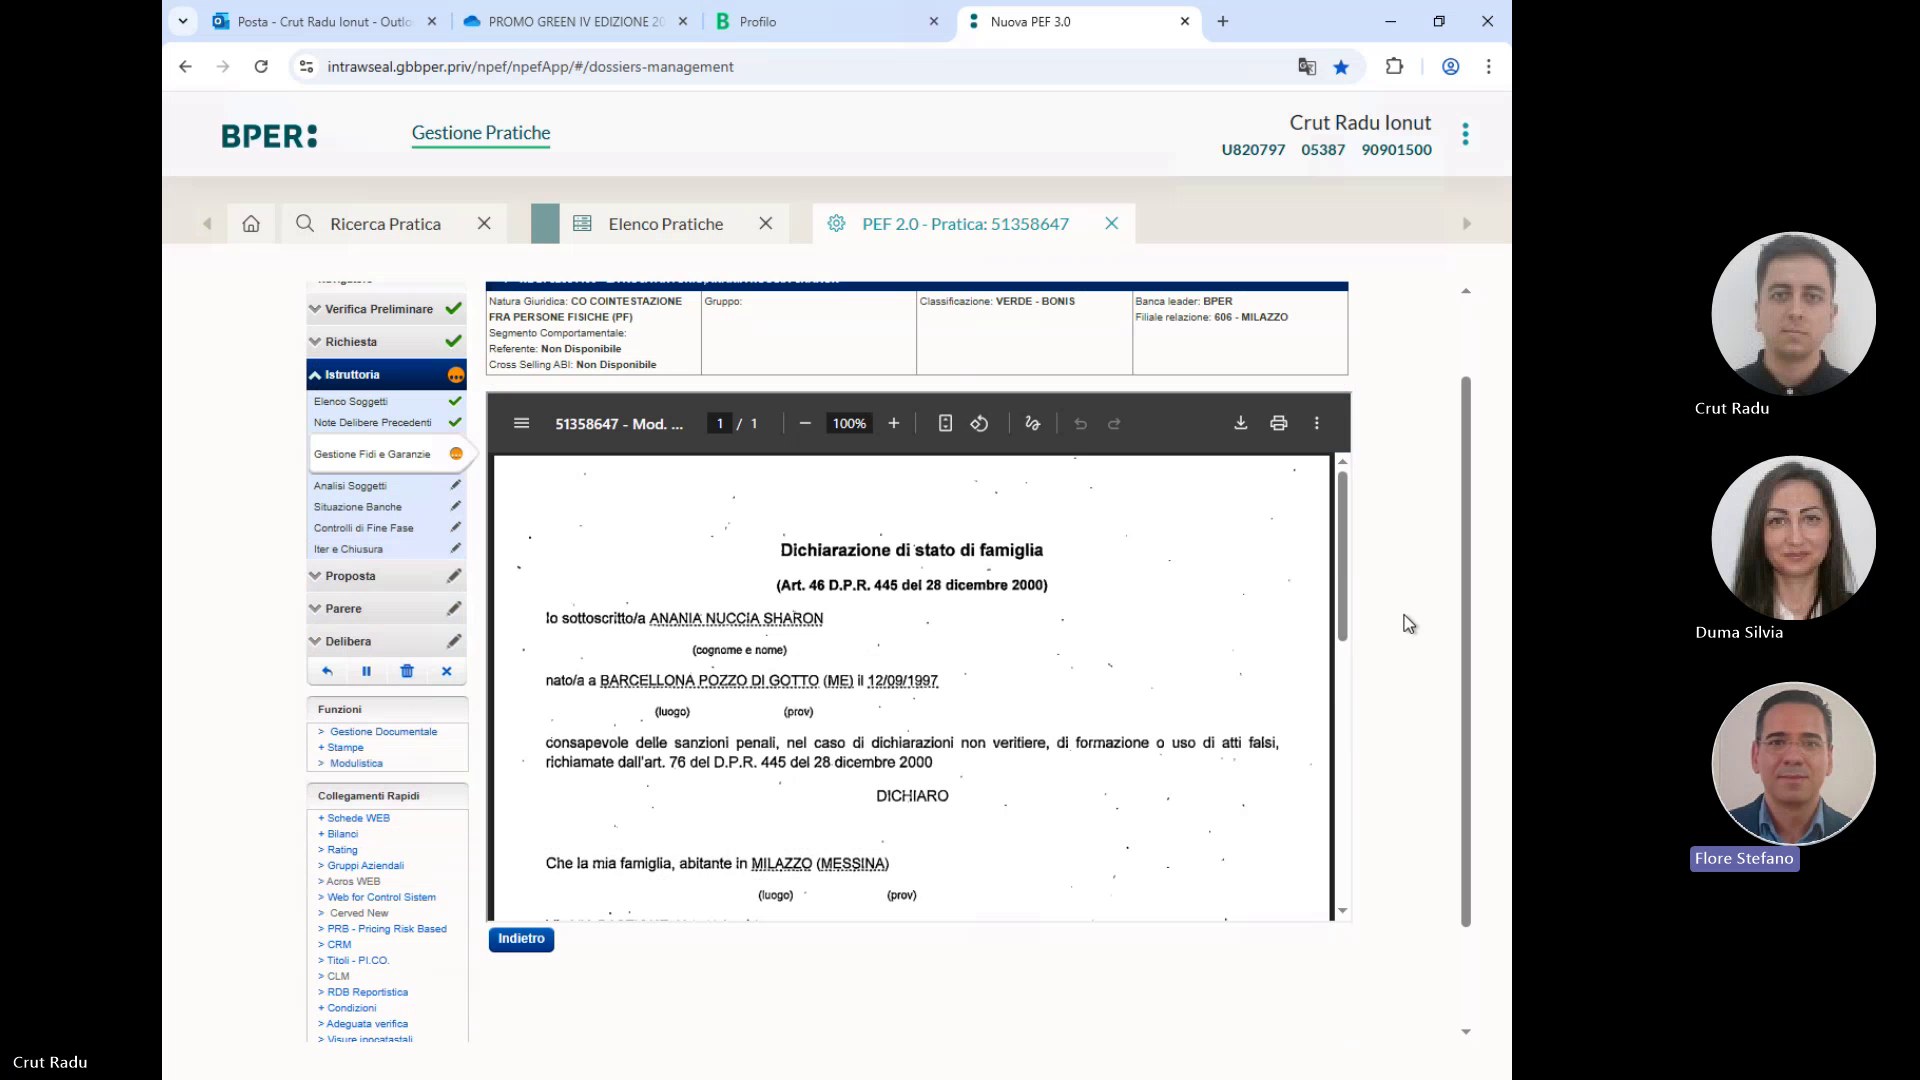 Posta - Crut Radu Ionut - Outlo
PROMO GREEN IV EDIZIONE 20
Profilo
Nuova PEF 3.0
intrawseal.gbbper.priv/npef/npefApp/#/dossiers-management
BPER:
Gestione Pratiche
Crut Radu Ionut
U820797 05387 90901500
Ricerca Pratica
Elenco Pratiche
PEF 2.0 - Pratica: 51358647
Verifica Preliminare
Richiesta
Istruttoria
Elenco Soggetti
Note Delibere Precedenti
Gestione Fidi e Garanzie
Analisi Soggetti
Situazione Banche
Controlli di Fine Fase
Iter e Chiusura
Proposta
Parere
Delibera
Funzioni
> Gestione Documentale
+ Stampe
> Modulistica
Collegamenti Rapidi
+ Schede WEB
+ Bilanci
> Rating
> Gruppi Aziendali
> Acros WEB
> Web for Control Sistem
> Cerved New
> PRB - Pricing Risk Based
> CRM
> Titoli - PI.CO.
> CLM
> RDB Reportistica
+ Condizioni
> Adeguata verifica
> Visure ipocatastali
Natura Giuridica: CO COINTESTAZIONE
FRA PERSONE FISICHE (PF)
Segmento Comportamentale:
Referente: Non Disponibile
Cross Selling ABI: Non Disponibile
Gruppo:
Classificazione: VERDE - BONIS
Banca leader: BPER
Filiale relazione: 606 - MILAZZO
51358647 - Mod. ...
1 / 1
100%
Dichiarazione di stato di famiglia
(Art. 46 D.P.R. 445 del 28 dicembre 2000)
Io sottoscritto/a ANANIA NUCCIA SHARON
(cognome e nome)
nato/a a BARCELLONA POZZO DI GOTTO (ME) il 12/09/1997
(luogo) (prov)
consapevole delle sanzioni penali, nel caso di dichiarazioni non veritiere, di formazione o uso di atti falsi,
richiamate dall'art. 76 del D.P.R. 445 del 28 dicembre 2000
DICHIARO
Che la mia famiglia, abitante in MILAZZO (MESSINA)
(luogo) (prov)
Indietro
Crut Radu
Duma Silvia
Flore Stefano
Crut Radu